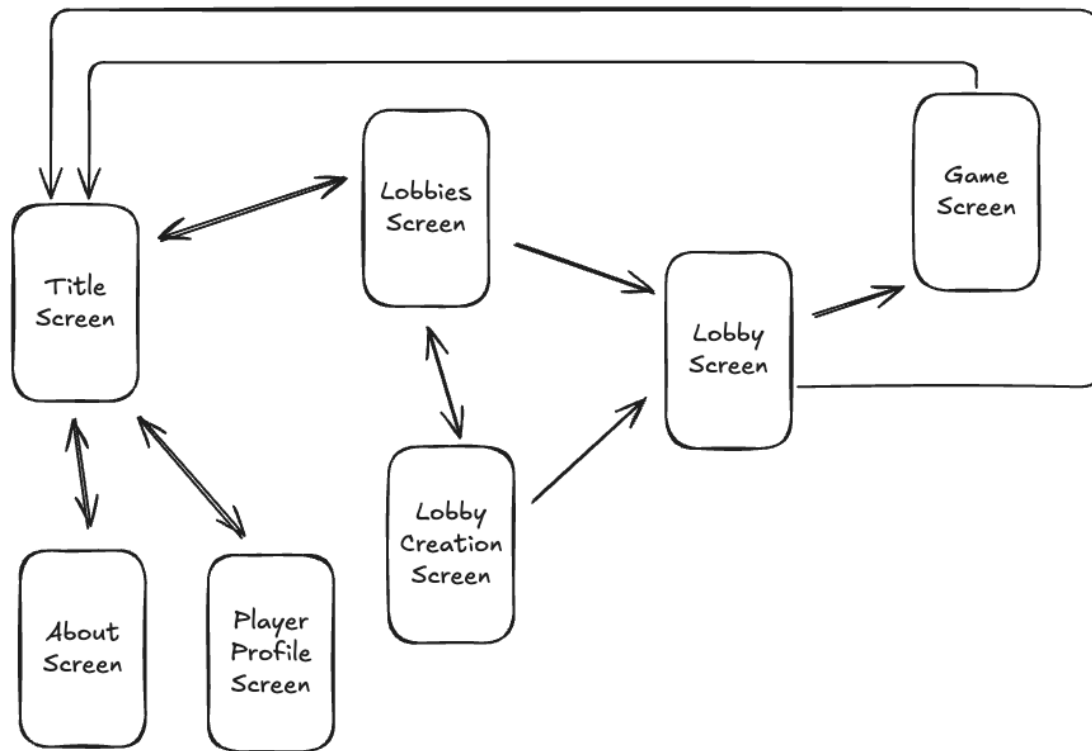 Lobbies
Screen
Game
Screen
Title
Screen
Lobby
Screen
Lobby
Creation
Screen
About
Screen
Player
Profile
Screen